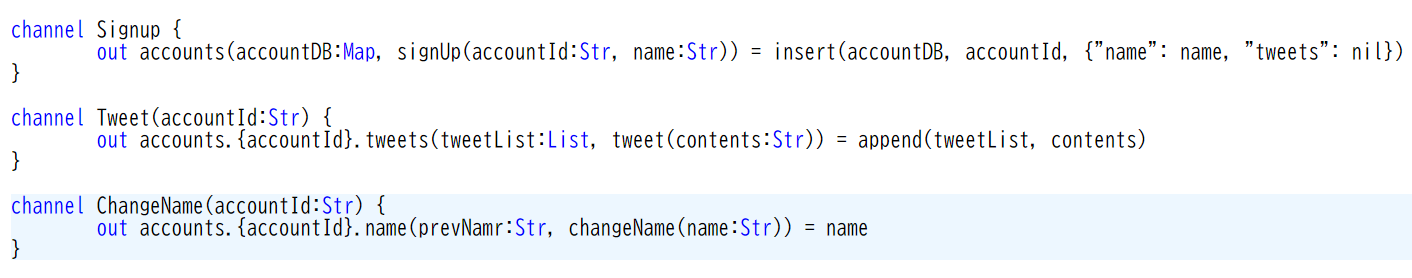 channel Signup {
out accounts(accountDB:Map, signUp(accountId:Str, name:Str)) = insert(accountDB, accountId, {"name": name, "tweets": nil})
}
channel Tweet(accountId:Str) {
out accounts.{accountId}.tweets(tweetList:List, tweet(contents:Str)) = append(tweetList, contents)
}
channel ChangeName(accountId:Str) {
out accounts.{accountId}.name(prevNamr:Str, changeName(name:Str)) = name
}